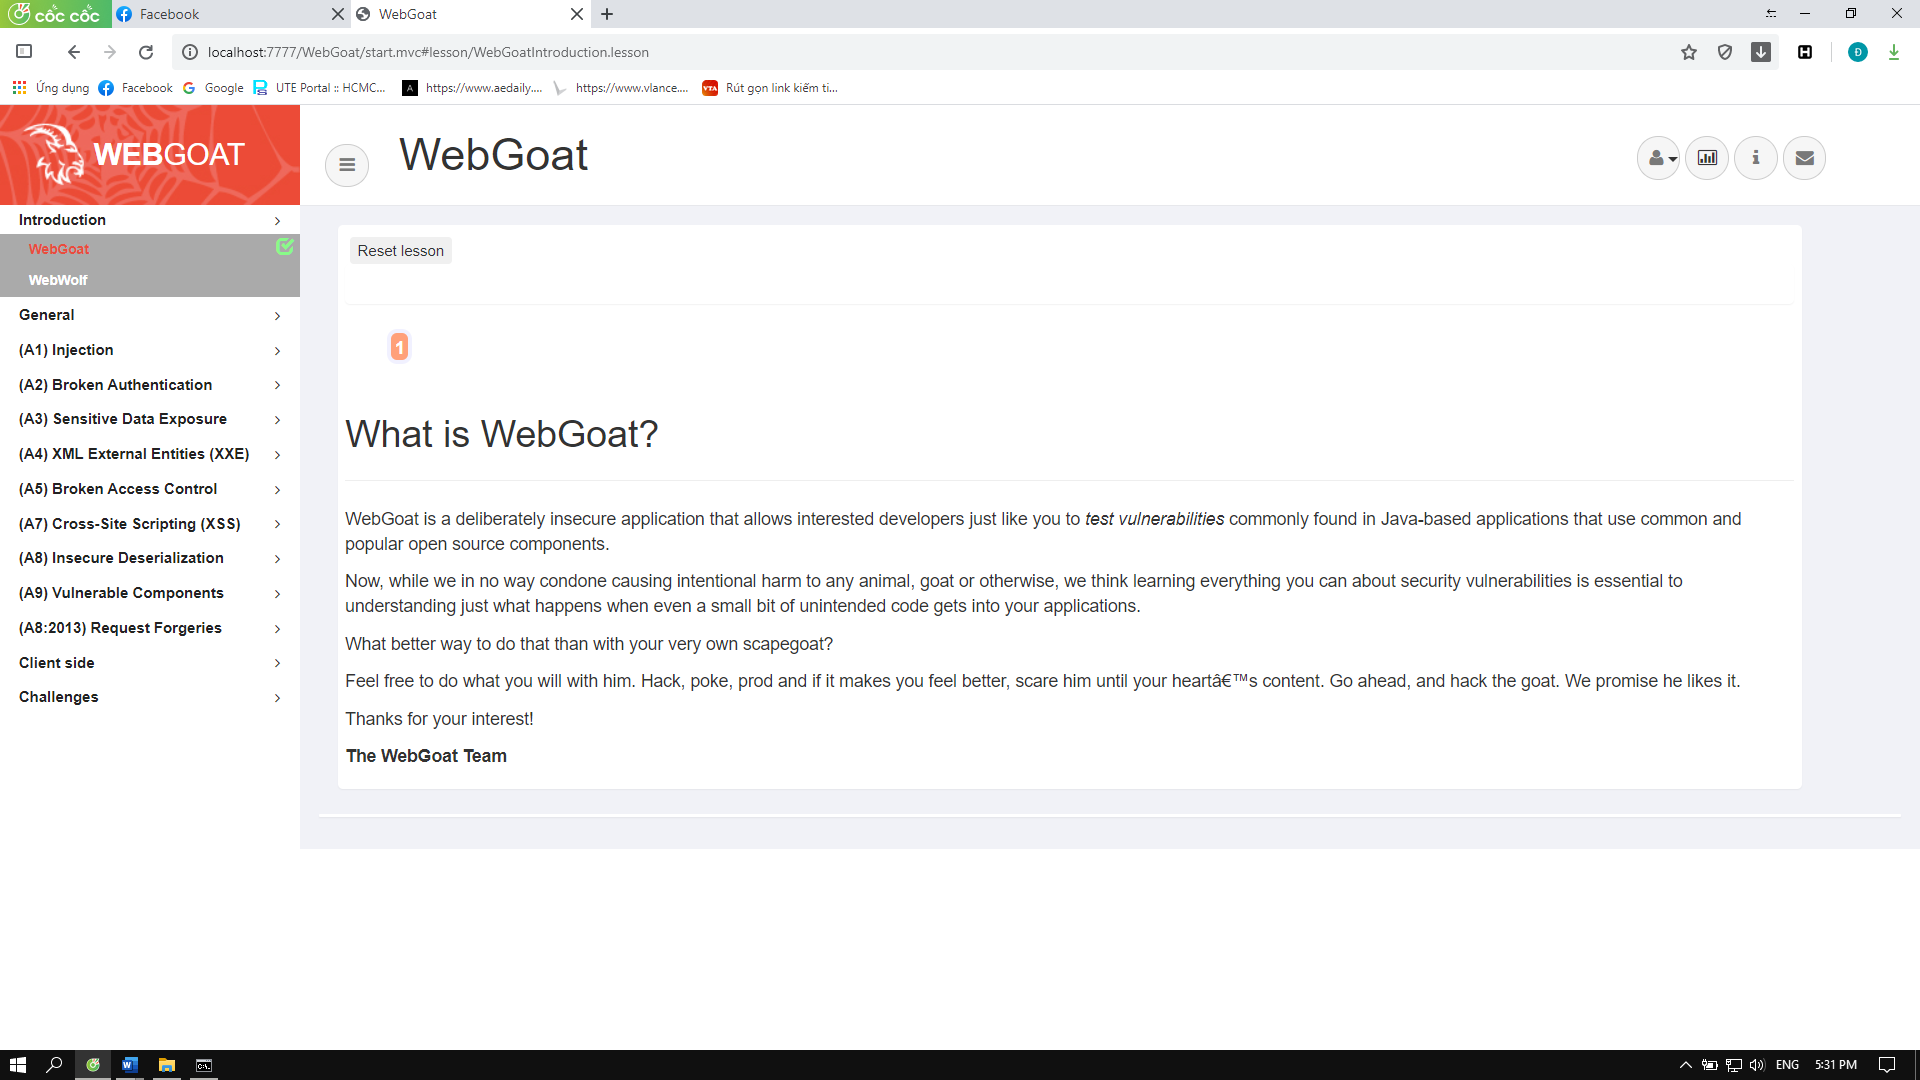 cốc cốc
Facebook
WebGoat
localhost:7777/WebGoat/start.mvc#lesson/WebGoatIntroduction.lesson
Đ
Ứng dụng
Facebook
Google
UTE Portal :: HCMC...
A
https://www.aedaily....
https://www.vlance....
VTA
Rút gọn link kiếm ti...
WEBGOAT
WebGoat
Introduction
WebGoat
WebWolf
General
(A1) Injection
(A2) Broken Authentication
(A3) Sensitive Data Exposure
(A4) XML External Entities (XXE)
(A5) Broken Access Control
(A7) Cross-Site Scripting (XSS)
(A8) Insecure Deserialization
(A9) Vulnerable Components
(A8:2013) Request Forgeries
Client side
Challenges
Reset lesson
1
What is WebGoat?
WebGoat is a deliberately insecure application that allows interested developers just like you to test vulnerabilities commonly found in Java-based applications that use common and
popular open source components.
Now, while we in no way condone causing intentional harm to any animal, goat or otherwise, we think learning everything you can about security vulnerabilities is essential to
understanding just what happens when even a small bit of unintended code gets into your applications.
What better way to do that than with your very own scapegoat?
Feel free to do what you will with him. Hack, poke, prod and if it makes you feel better, scare him until your heartâ€™s content. Go ahead, and hack the goat. We promise he likes it.
Thanks for your interest!
The WebGoat Team
ENG
5:31 PM